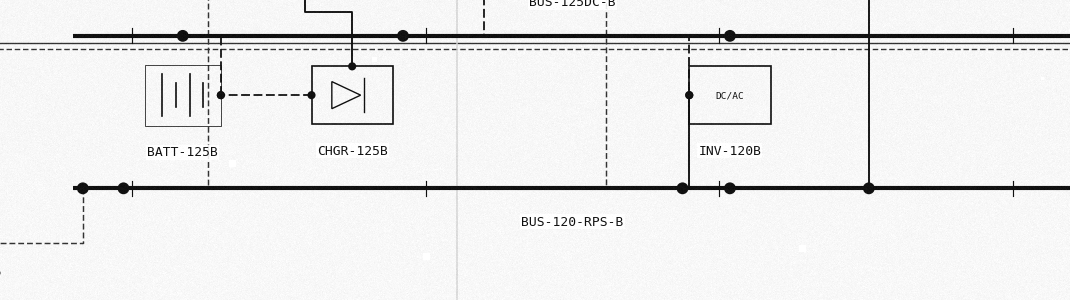 BUS-125DC-B
DC/AC
BATT-125B
CHGR-125B
INV-120B
BUS-120-RPS-B